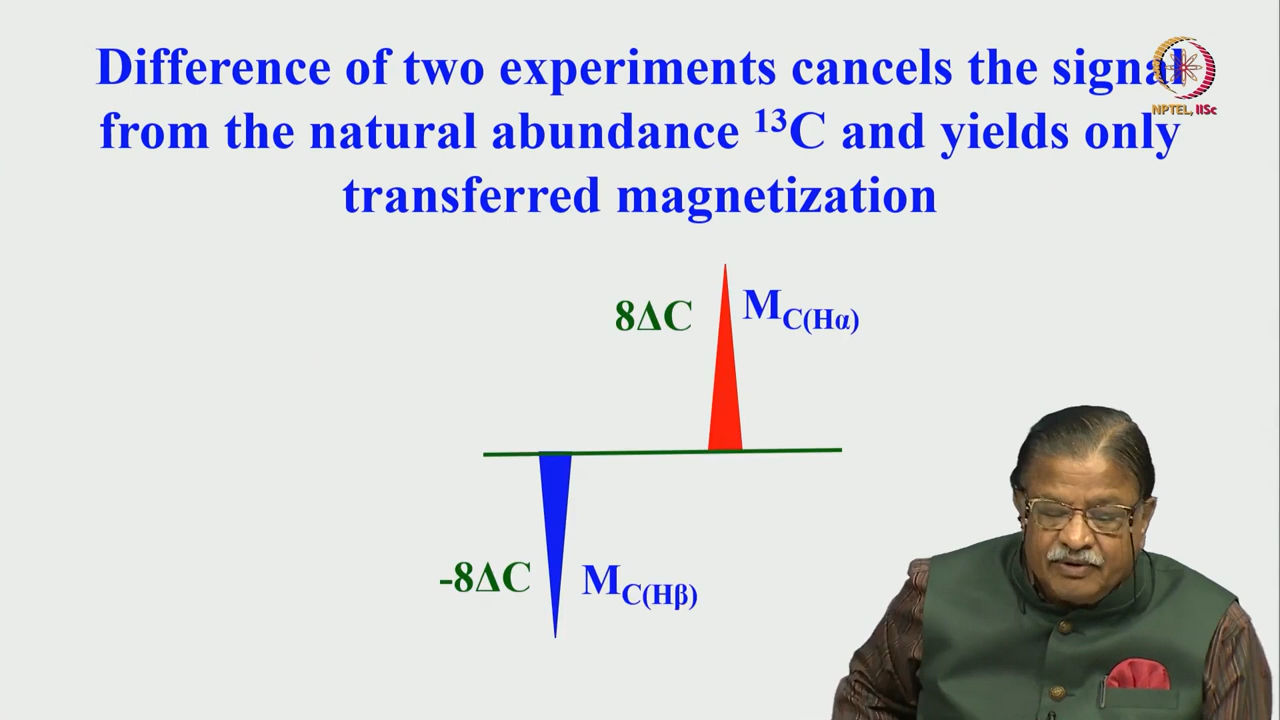 Difference of two experiments cancels the signal
from the natural abundance ¹³C and yields only
transferred magnetization
NPTEL, IISc
8ΔC
M_C(Hα)
-8ΔC
M_C(Hβ)